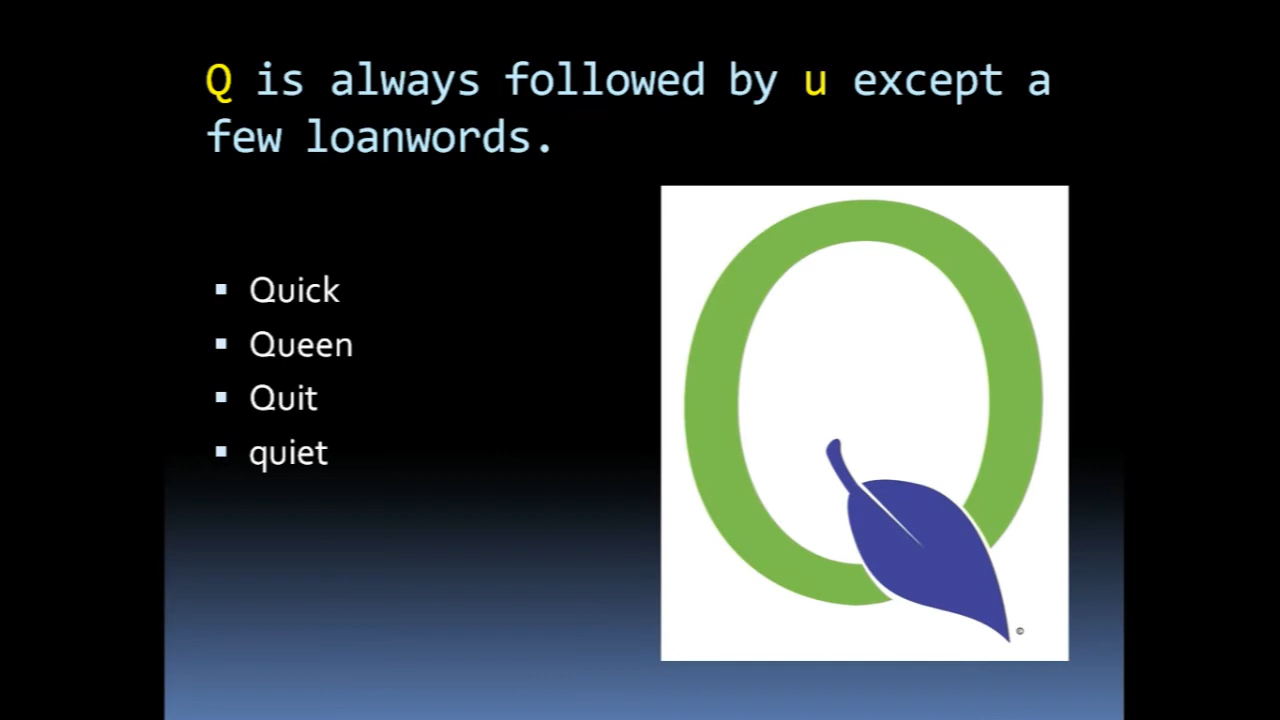 Q is always followed by u except a
few loanwords.
Quick
Queen
Quit
quiet
Q
©